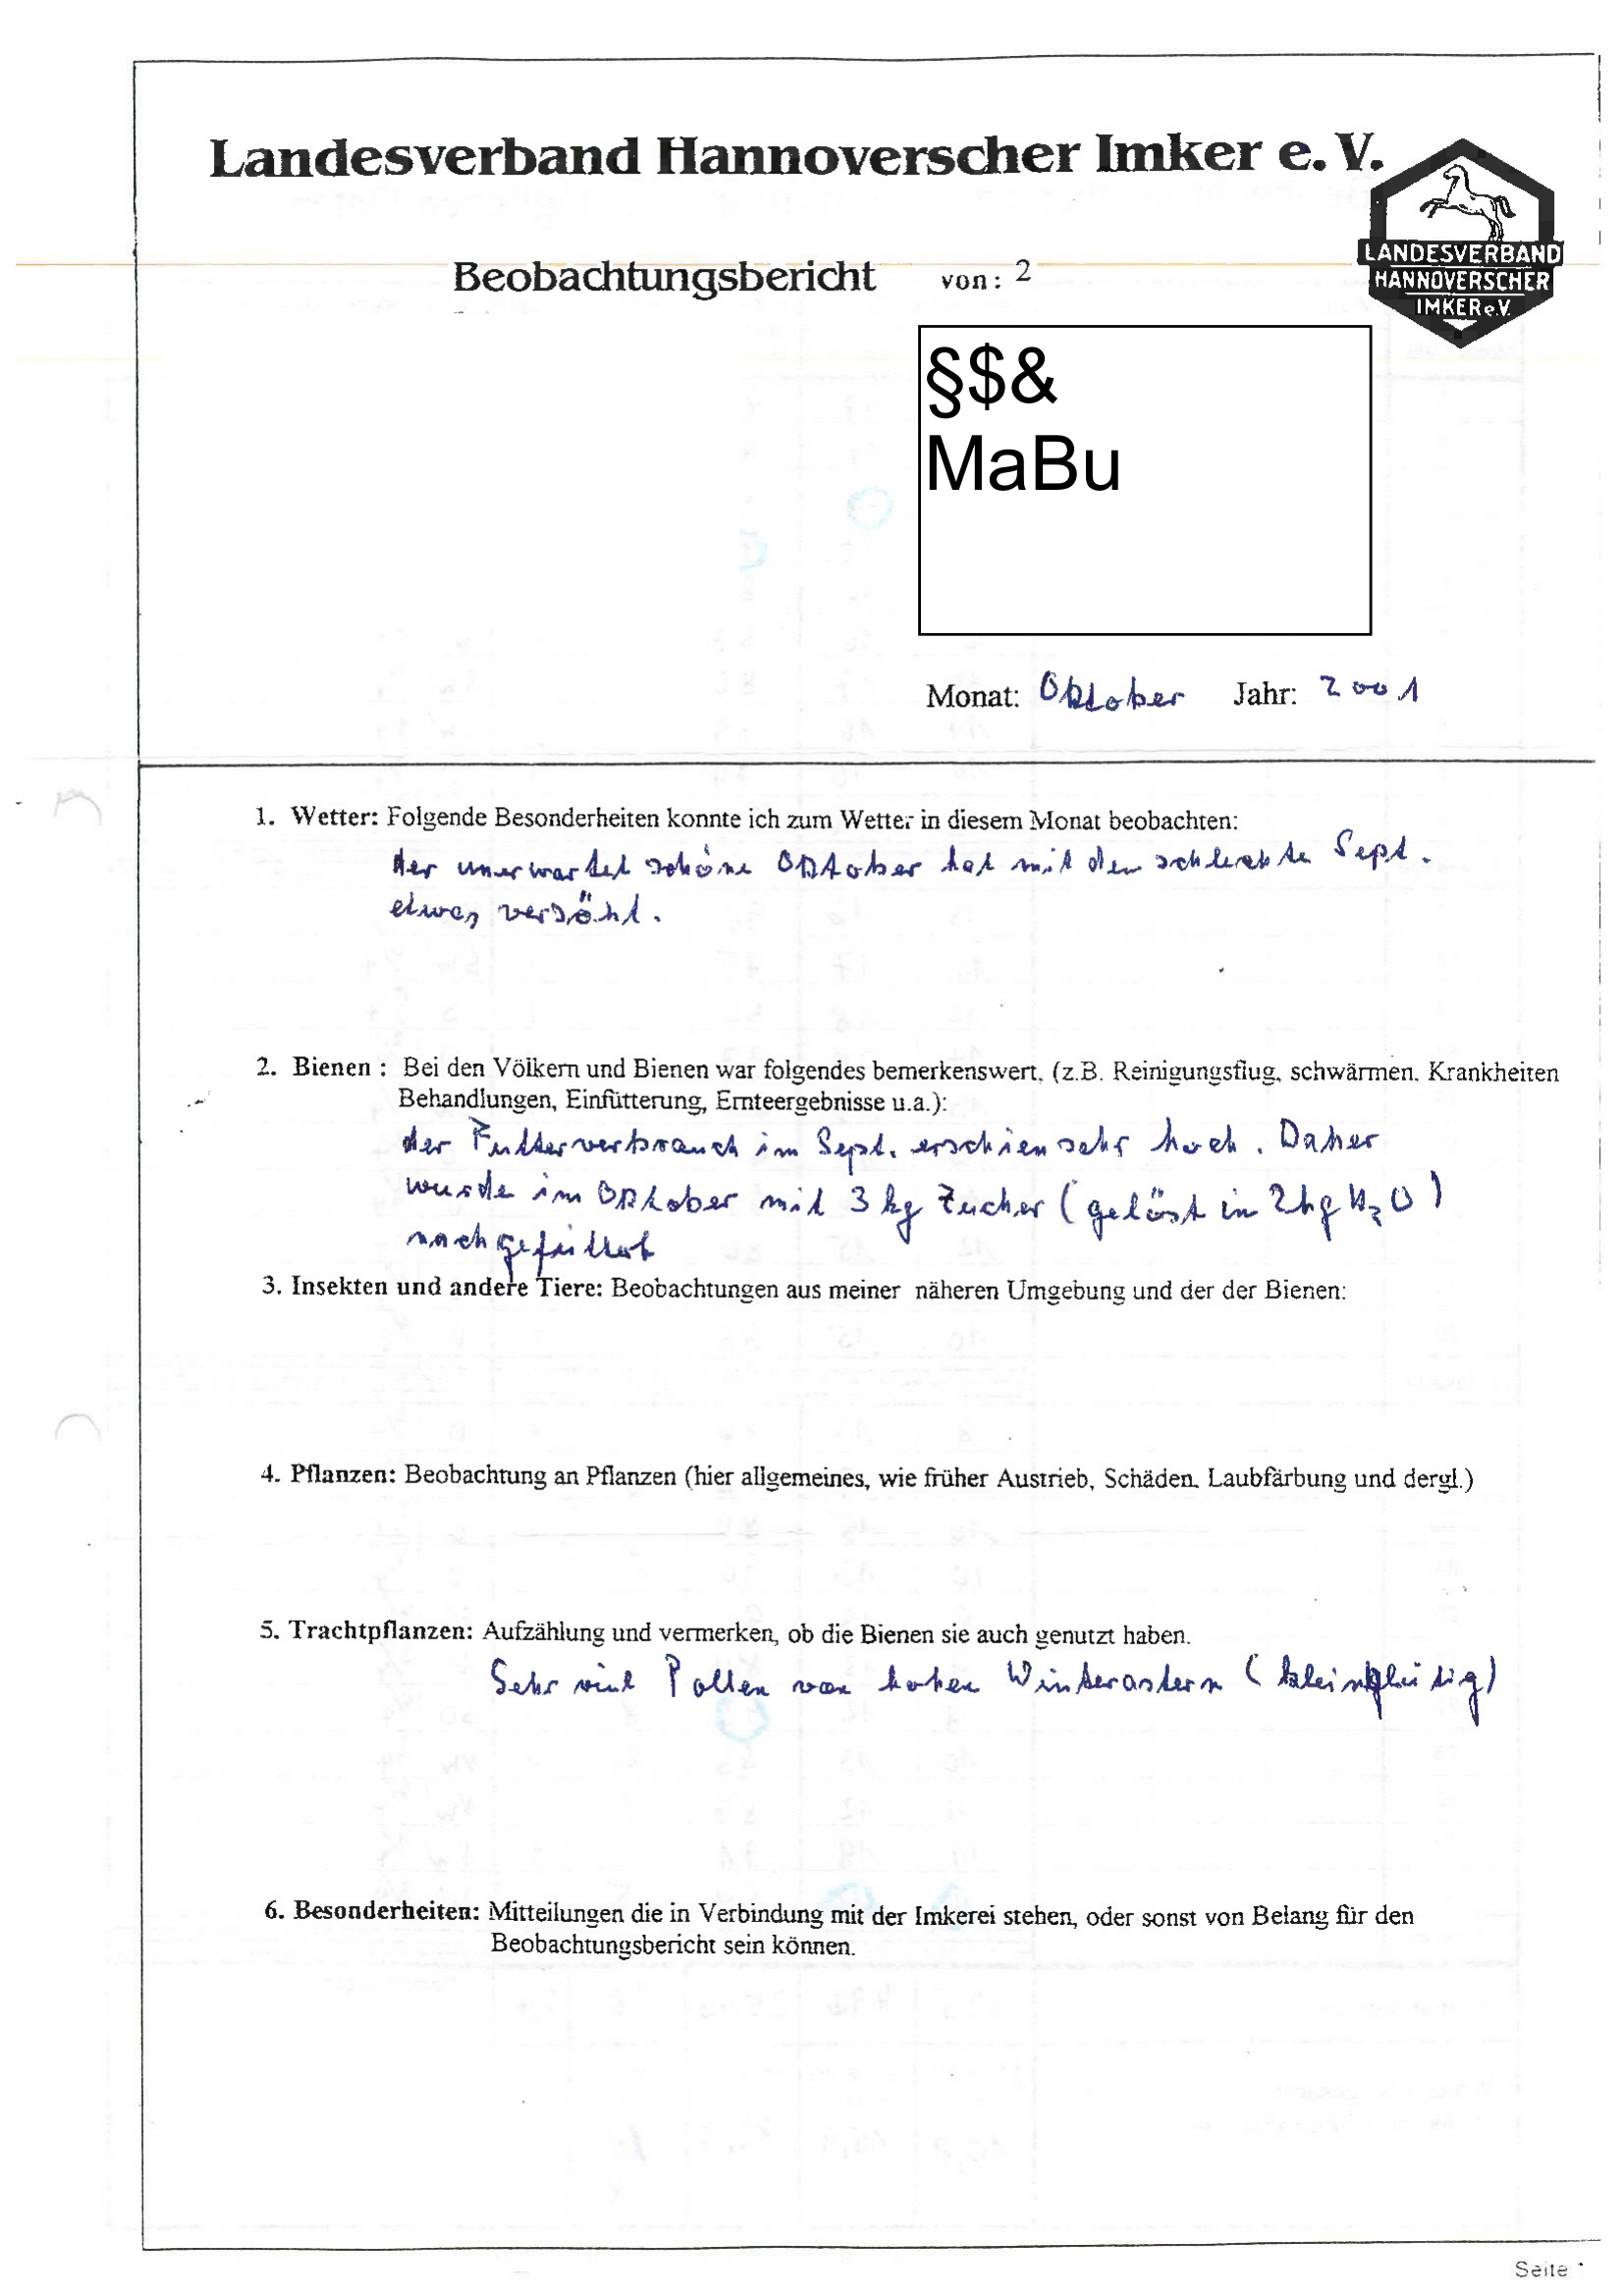 Landesverband Hannoverscher Imker e. V.
LANDESVERBAND
HANNOVERSCHER
IMKER e.V.
Beobachtungsbericht von: 2
§$&
MaBu
Monat: Oktober Jahr: 2001
1. Wetter: Folgende Besonderheiten konnte ich zum Wetter in diesem Monat beobachten:
der unerwartet schöne Oktober hat mit dem schlechte Sept.
etwas versöhnt.
2. Bienen : Bei den Völkern und Bienen war folgendes bemerkenswert. (z.B. Reinigungsflug, schwärmen. Krankheiten
Behandlungen, Einfütterung, Ernteergebnisse u.a.):
der Futterverbrauch im Sept. erschien sehr hoch. Daher
wurde im Oktober mit 3 kg Zucker (gelöst in 2 kg H₂O)
nachgefüttert
3. Insekten und andere Tiere: Beobachtungen aus meiner näheren Umgebung und der der Bienen:
4. Pflanzen: Beobachtung an Pflanzen (hier allgemeines, wie früher Austrieb, Schäden. Laubfärbung und dergl.)
5. Trachtpflanzen: Aufzählung und vermerken, ob die Bienen sie auch genutzt haben.
Sehr viel Pollen von hohen Winterastern (kleinblütig)
6. Besonderheiten: Mitteilungen die in Verbindung mit der Imkerei stehen, oder sonst von Belang für den
Beobachtungsbericht sein können.
Seite